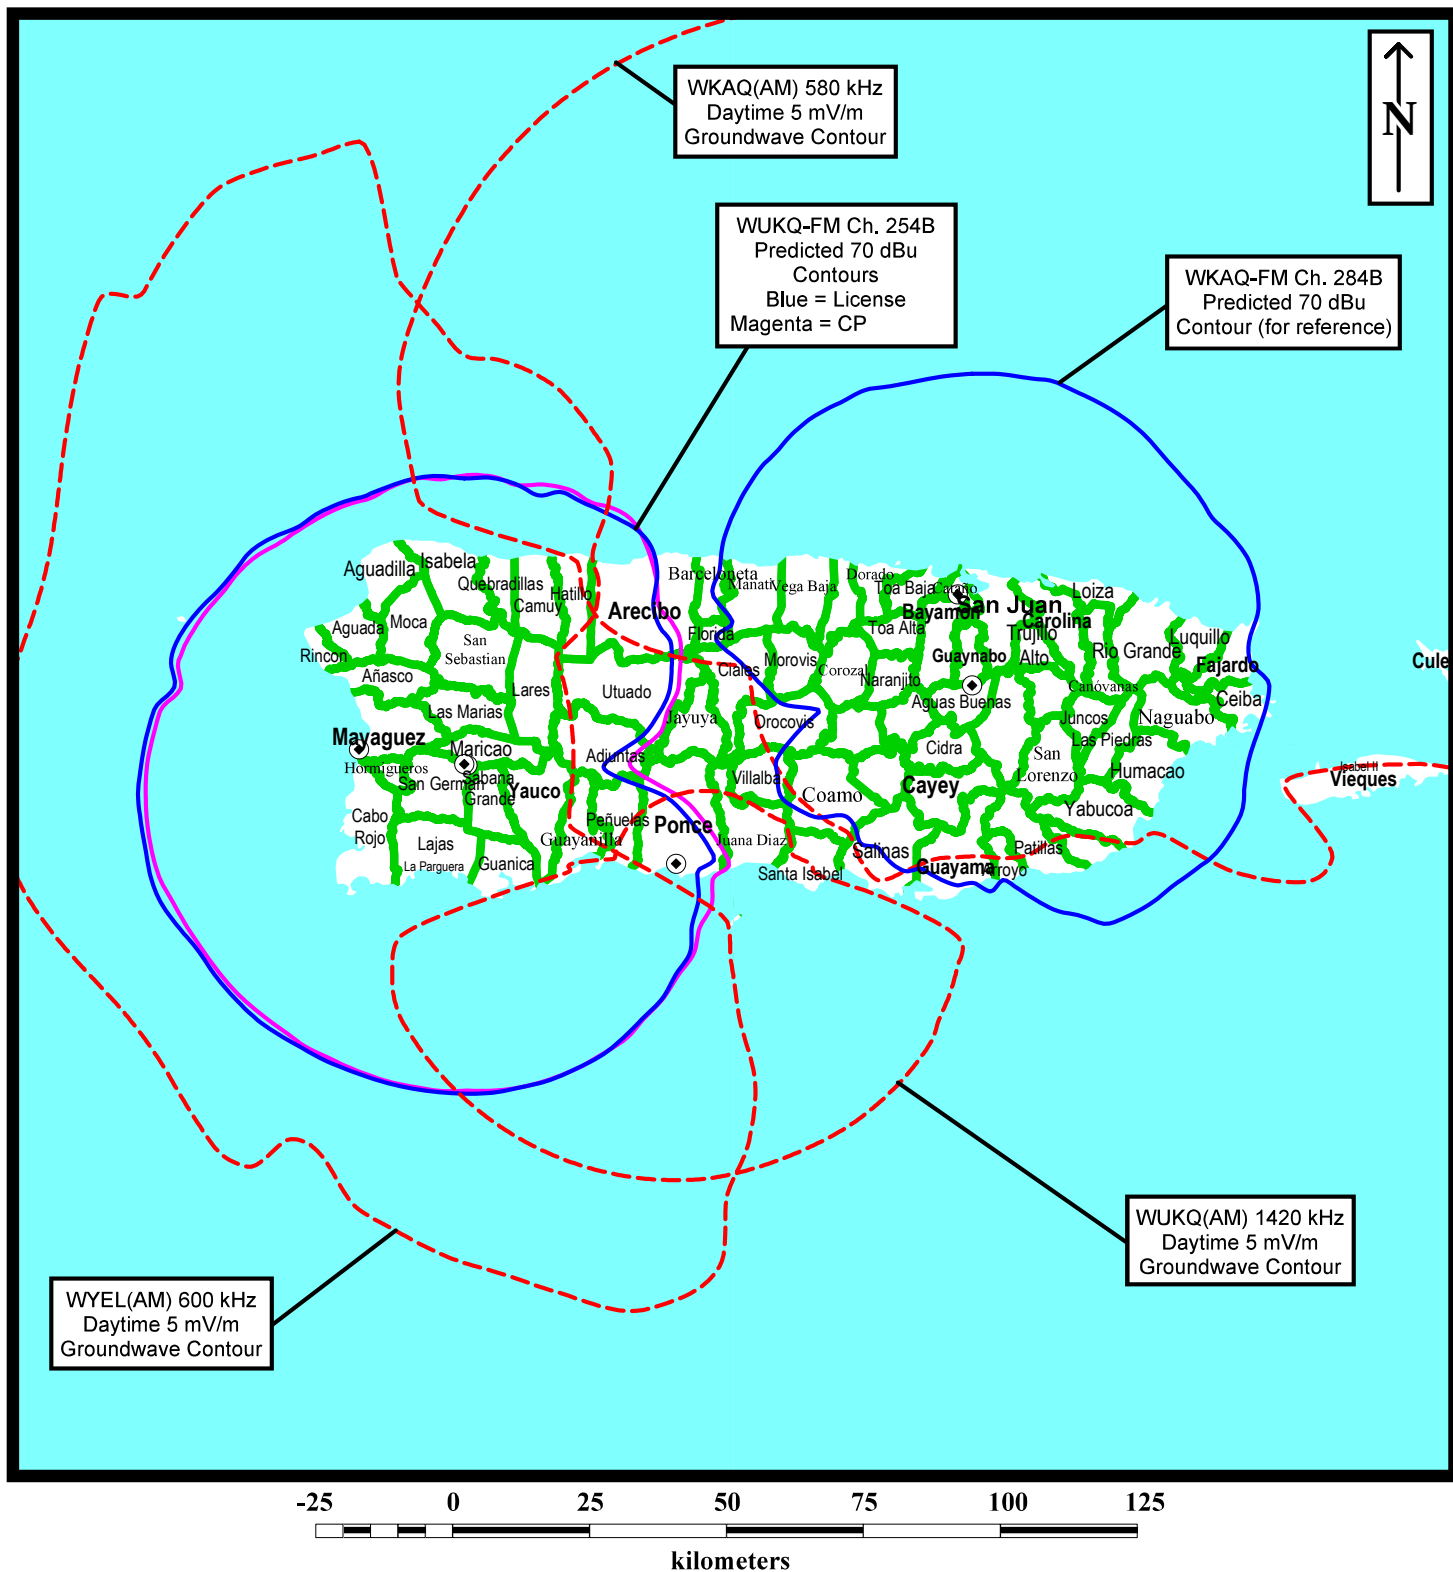 WKAQ(AM) 580 kHz
Daytime 5 mV/m
Groundwave Contour
N
WUKQ-FM Ch. 254B
Predicted 70 dBu
Contours
Blue = License
Magenta = CP
WKAQ-FM Ch. 284B
Predicted 70 dBu
Contour (for reference)
Aguadilla
Isabela
Quebradillas
Camuy
Hatillo
Arecibo
Barceloneta
Manati
Vega Baja
Dorado
Toa Baja
Cataño
San Juan
Loiza
Bayamon
Carolina
Moca
Aguada
Rincon
San
Sebastian
Florida
Toa Alta
Trujillo
Alto
Luquillo
Rio Grande
Fajardo
Guaynabo
Morovis
Ciales
Corozal
Naranjito
Añasco
Lares
Utuado
Canóvanas
Ceiba
Cule
Aguas Buenas
Las Marias
Jayuya
Orocovis
Juncos
Naguabo
Mayaguez
Maricao
Adjuntas
Cidra
Las Piedras
Hormigueros
San German
Sabana
Grande
Yauco
Villalba
San
Lorenzo
Humacao
Isabel II
Vieques
Coamo
Cayey
Yabucoa
Cabo
Rojo
Peñuelas
Ponce
Lajas
Guayanilla
Juana Diaz
Salinas
Patillas
La Parguera
Guanica
Santa Isabel
Guayama
Arroyo
WUKQ(AM) 1420 kHz
Daytime 5 mV/m
Groundwave Contour
WYEL(AM) 600 kHz
Daytime 5 mV/m
Groundwave Contour
-25 0 25 50 75 100 125
kilometers